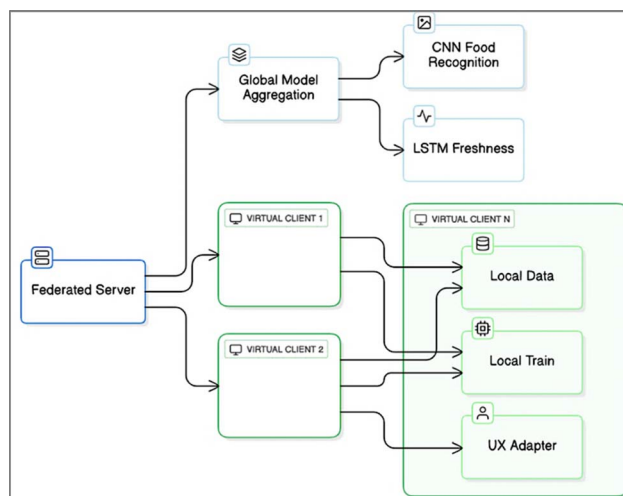 CNN Food
Recognition
Global Model
Aggregation
LSTM Freshness
VIRTUAL CLIENT 1
VIRTUAL CLIENT N
Local Data
Federated Server
VIRTUAL CLIENT 2
Local Train
UX Adapter